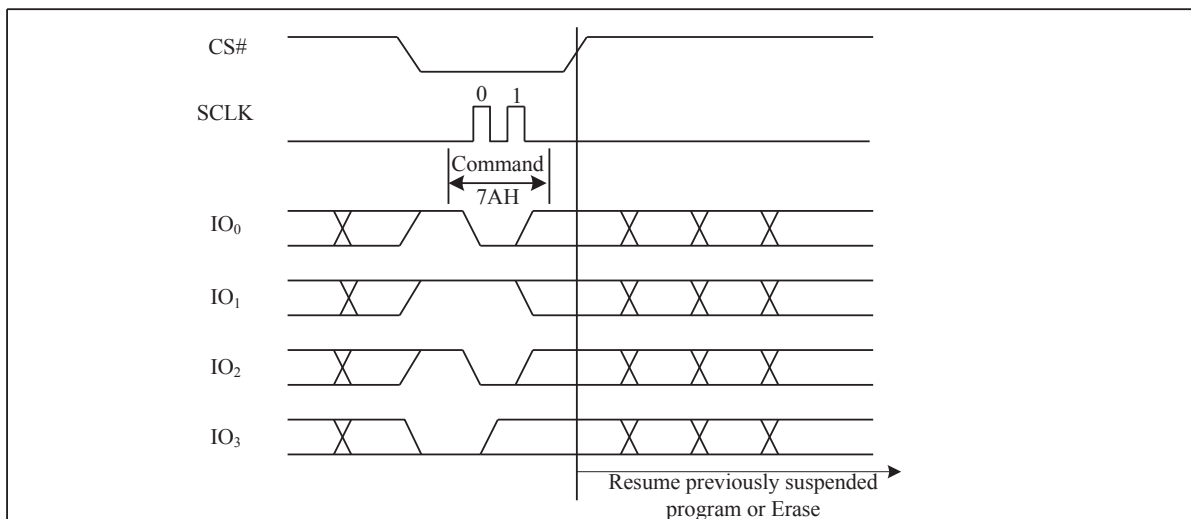 CS#
0 1
SCLK
Command
7AH
IO₀
IO₁
IO₂
IO₃
Resume previously suspended
program or Erase